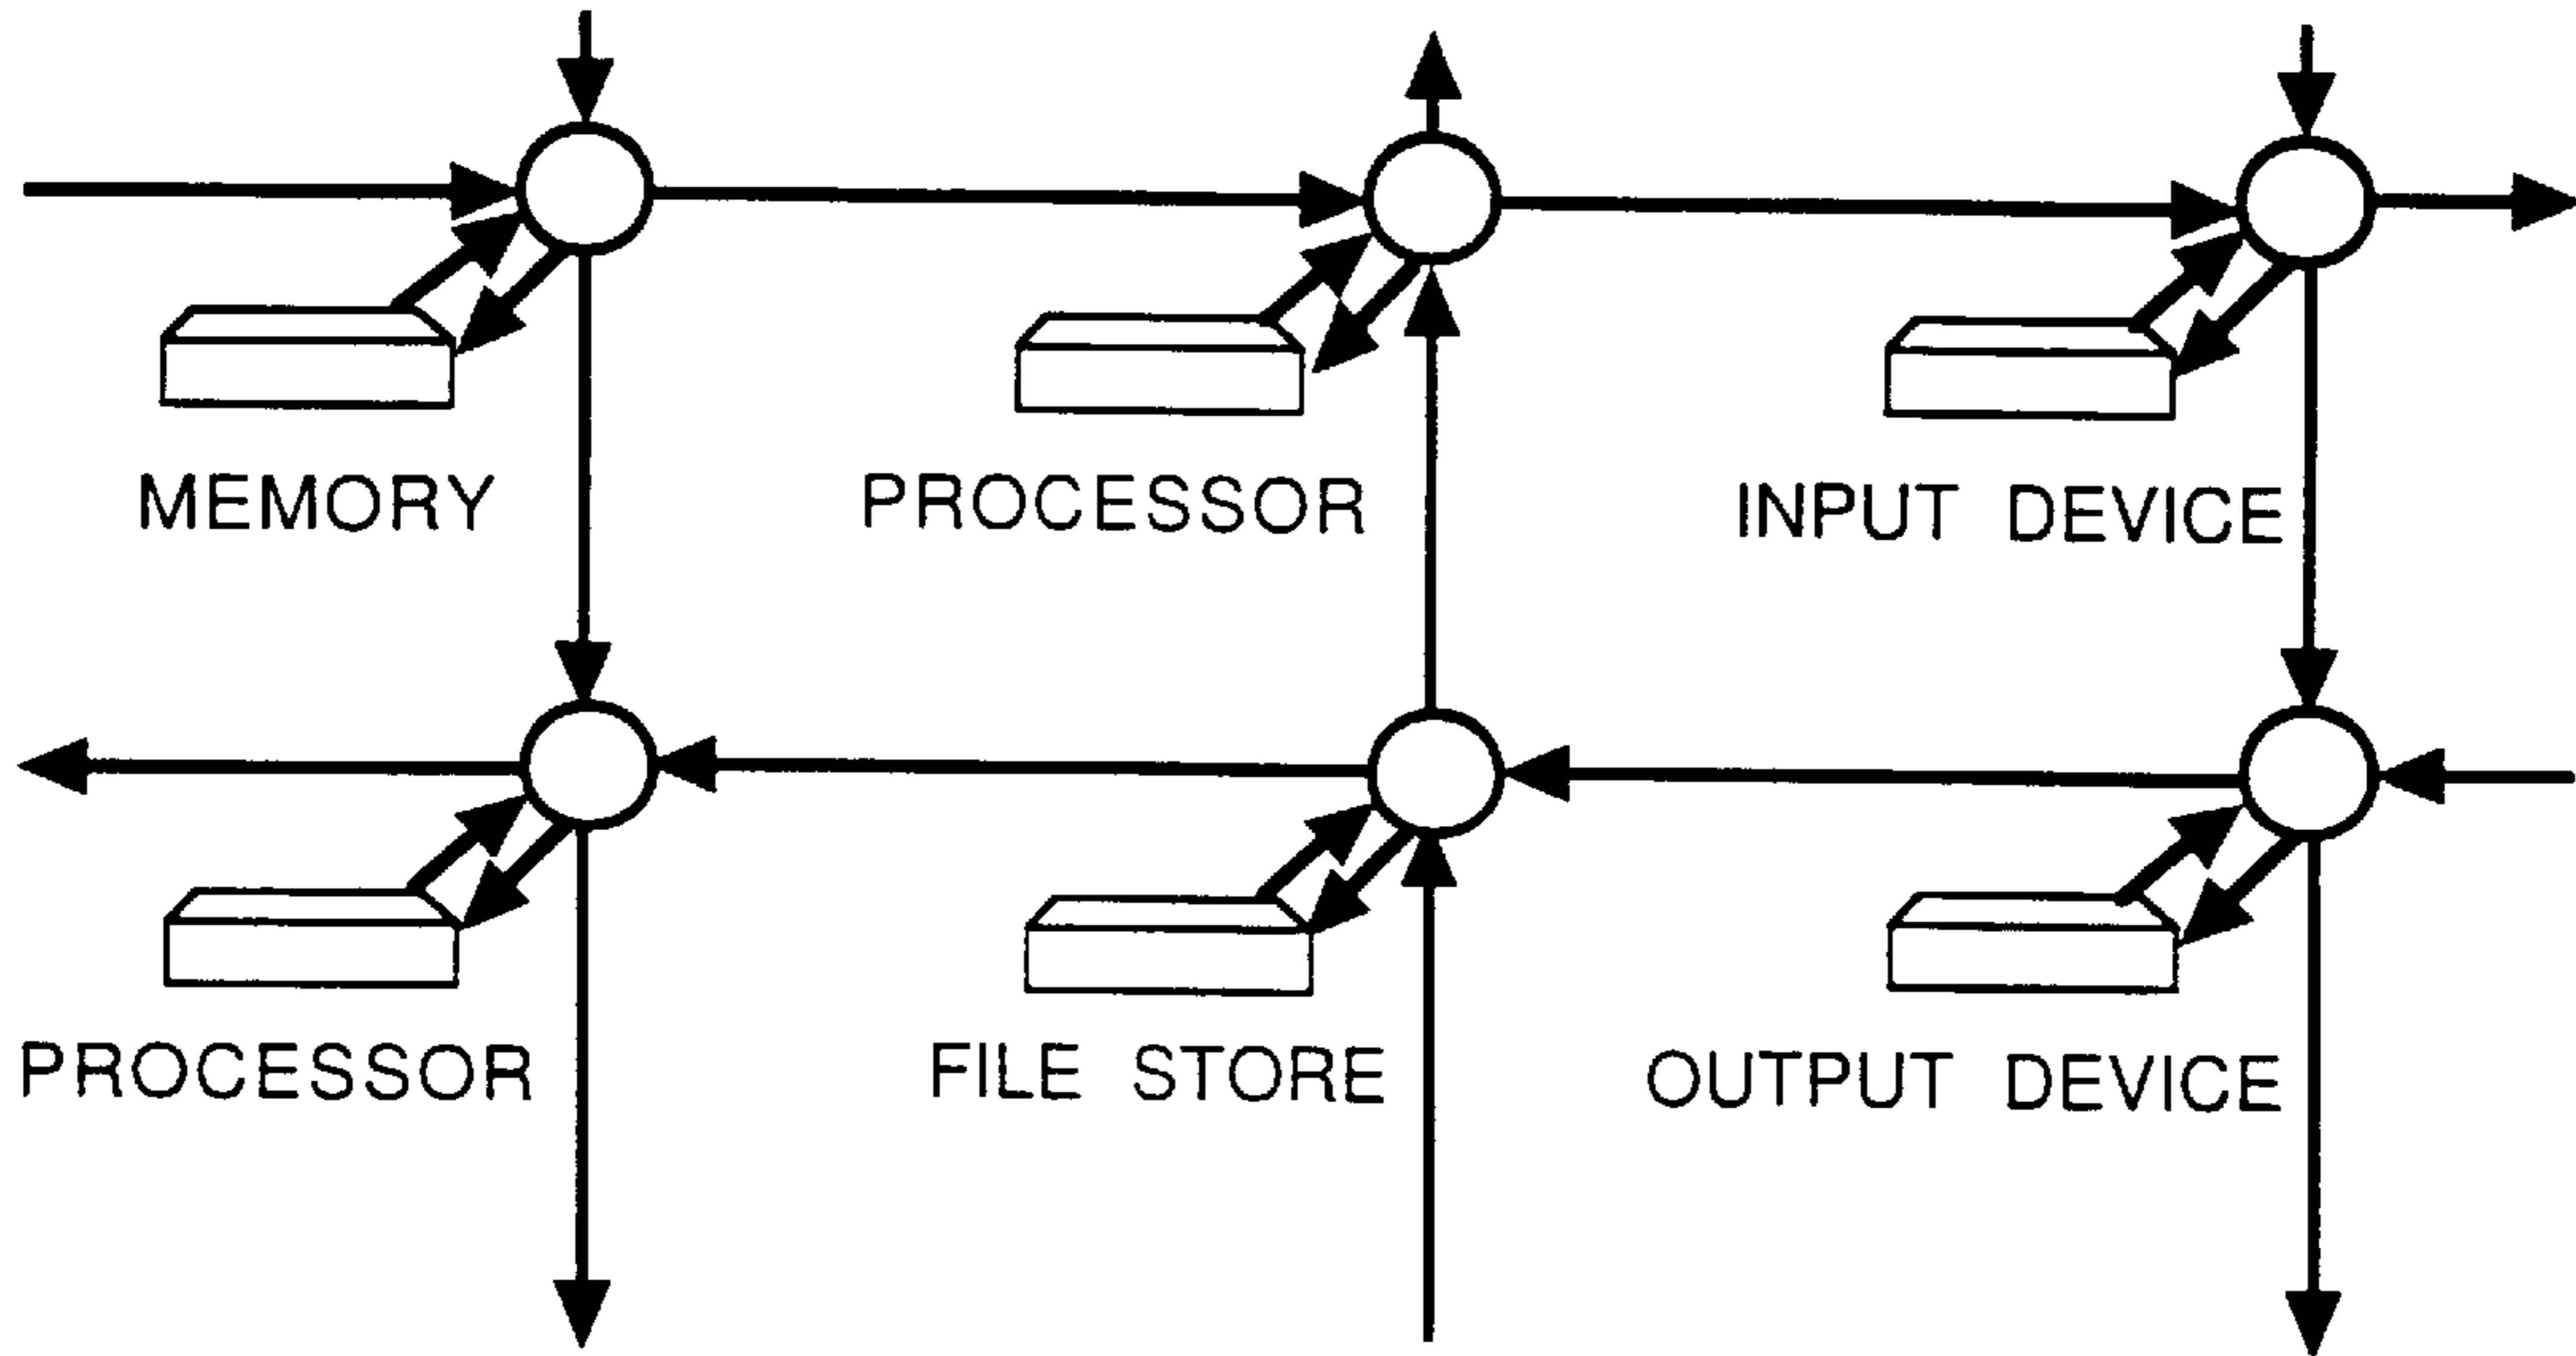 MEMORY
PROCESSOR
INPUT DEVICE
PROCESSOR
FILE STORE
OUTPUT DEVICE